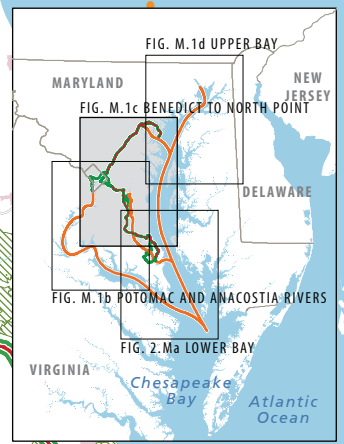 FIG. M.1d UPPER BAY
MARYLAND
NEW
JERSEY
FIG. M.1c BENEDICT TO NORTH POINT
DELAWARE
FIG. M.1b POTOMAC AND ANACOSTIA RIVERS
FIG. 2.Ma LOWER BAY
VIRGINIA
Chesapeake
Bay
Atlantic
Ocean